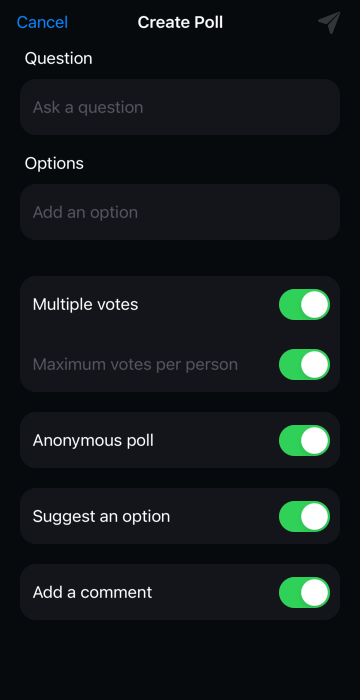 Cancel
Create Poll
Question
Ask a question
Options
Add an option
Multiple votes
Maximum votes per person
Anonymous poll
Suggest an option
Add a comment